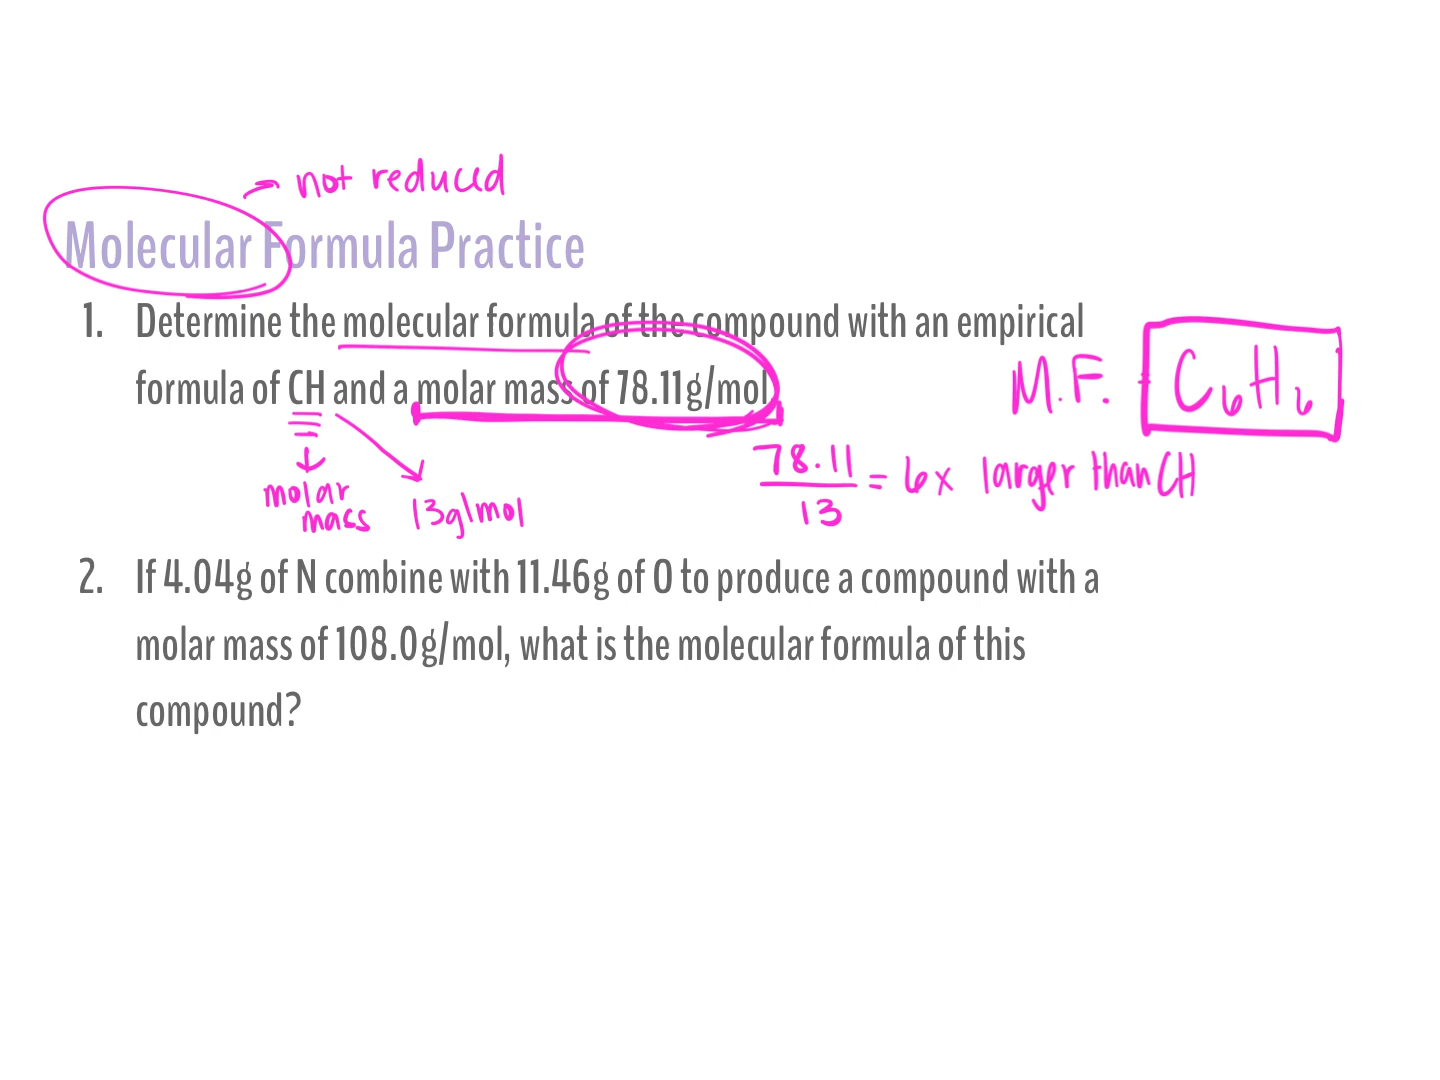 not reduced
Molecular Formula Practice
1. Determine the molecular formula of the compound with an empirical
formula of CH and a molar mass of 78.11g/mol.
M.F. = C₆H₆
molar
mass
13g/mol
78.11
13
= 6x larger than CH
2. If 4.04g of N combine with 11.46g of O to produce a compound with a
molar mass of 108.0g/mol, what is the molecular formula of this
compound?